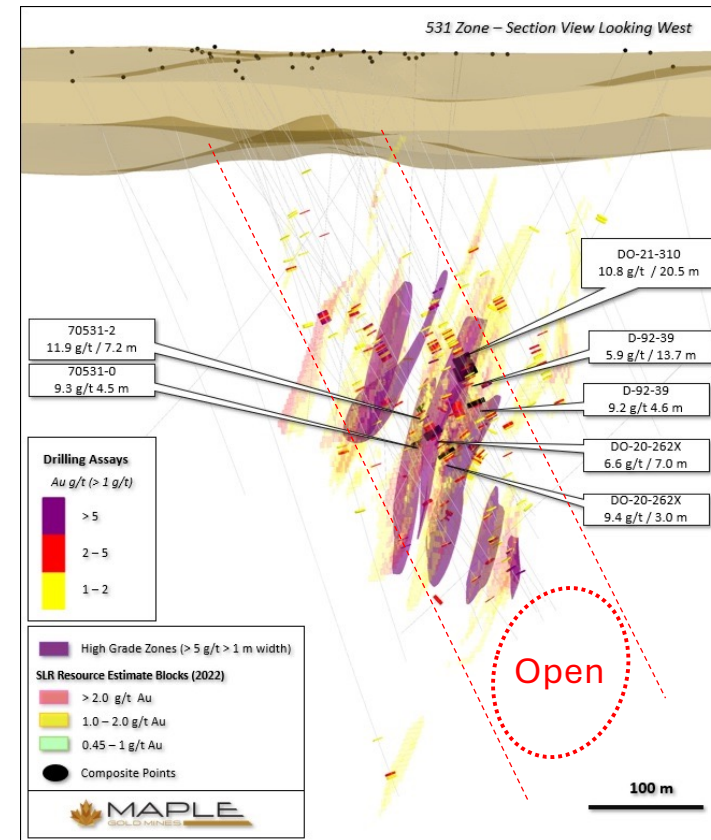 531 Zone – Section View Looking West
DO-21-310
10.8 g/t / 20.5 m
70531-2
11.9 g/t / 7.2 m
D-92-39
5.9 g/t / 13.7 m
70531-0
9.3 g/t 4.5 m
D-92-39
9.2 g/t 4.6 m
DO-20-262X
6.6 g/t / 7.0 m
DO-20-262X
9.4 g/t / 3.0 m
Drilling Assays
Au g/t (> 1 g/t)
> 5
2 – 5
1 – 2
Open
High Grade Zones (> 5 g/t > 1 m width)
SLR Resource Estimate Blocks (2022)
> 2.0 g/t Au
1.0 – 2.0 g/t Au
0.45 – 1 g/t Au
Composite Points
100 m
MAPLE
GOLD MINES